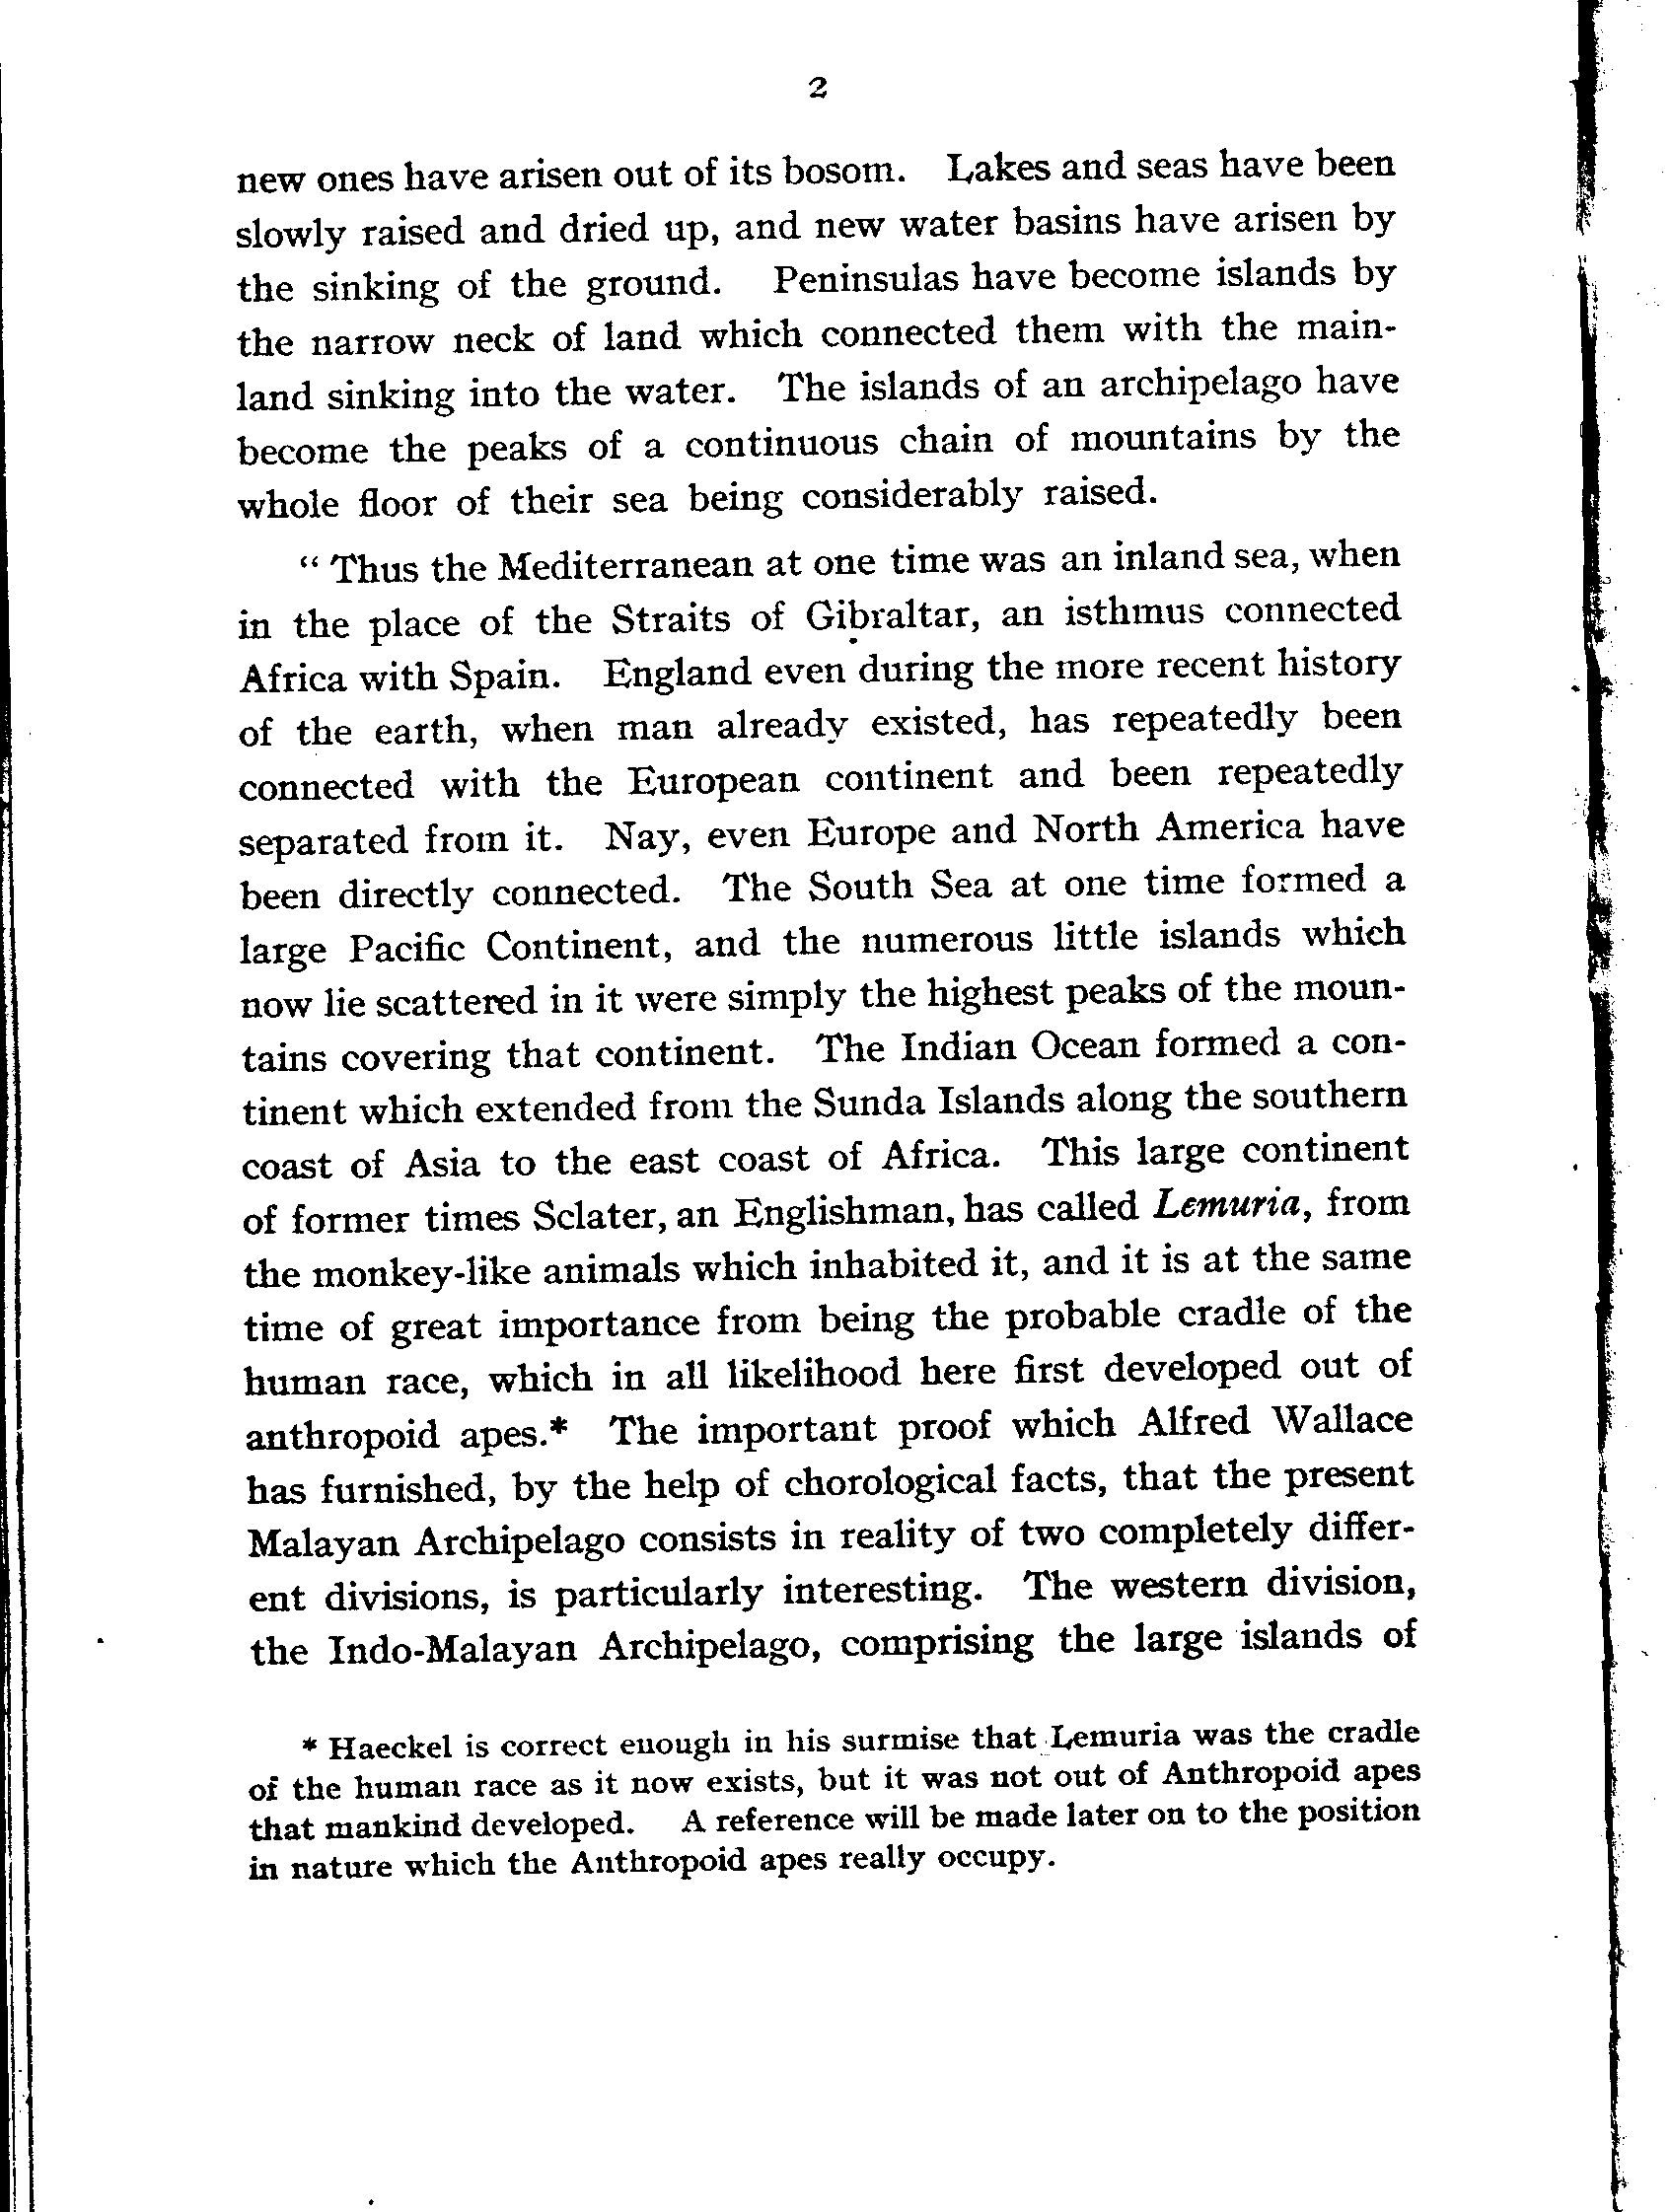 2
new ones have arisen out of its bosom. Lakes and seas have been
slowly raised and dried up, and new water basins have arisen by
the sinking of the ground. Peninsulas have become islands by
the narrow neck of land which connected them with the main-
land sinking into the water. The islands of an archipelago have
become the peaks of a continuous chain of mountains by the
whole floor of their sea being considerably raised.
“ Thus the Mediterranean at one time was an inland sea, when
in the place of the Straits of Gibraltar, an isthmus connected
Africa with Spain. England even during the more recent history
of the earth, when man already existed, has repeatedly been
connected with the European continent and been repeatedly
separated from it. Nay, even Europe and North America have
been directly connected. The South Sea at one time formed a
large Pacific Continent, and the numerous little islands which
now lie scattered in it were simply the highest peaks of the moun-
tains covering that continent. The Indian Ocean formed a con-
tinent which extended from the Sunda Islands along the southern
coast of Asia to the east coast of Africa. This large continent
of former times Sclater, an Englishman, has called Lemuria, from
the monkey-like animals which inhabited it, and it is at the same
time of great importance from being the probable cradle of the
human race, which in all likelihood here first developed out of
anthropoid apes.* The important proof which Alfred Wallace
has furnished, by the help of chorological facts, that the present
Malayan Archipelago consists in reality of two completely differ-
ent divisions, is particularly interesting. The western division,
the Indo-Malayan Archipelago, comprising the large islands of
* Haeckel is correct enough in his surmise that Lemuria was the cradle
of the human race as it now exists, but it was not out of Anthropoid apes
that mankind developed. A reference will be made later on to the position
in nature which the Anthropoid apes really occupy.